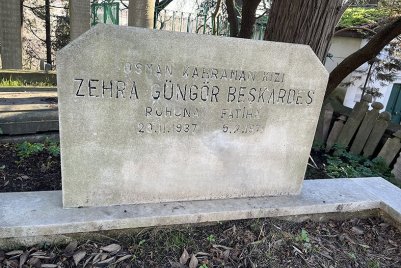 OSMAN KAHRAMAN KIZI
ZEHRA GÜNGÖR BESKARDES
RUHUNA FATİHA